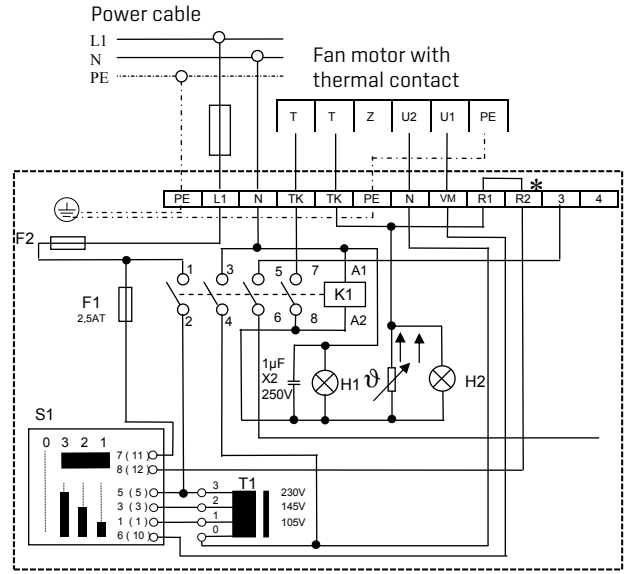 Power cable
L1
N
PE
Fan motor with
thermal contact
T T Z U2 U1 PE
PE L1 N TK TK PE N VM R1 R2 * 3 4
F2
1 3 5 7 A1
K1
2 4 6 8 A2
F1
2,5AT
1µF
X2
250V
H1 ϑ H2
S1
0 3 2 1
7 ( 11 )
8 ( 12 )
5 ( 5 )
3 ( 3 )
1 ( 1 )
6 ( 10 )
3 T1 230V
2 145V
1 105V
0